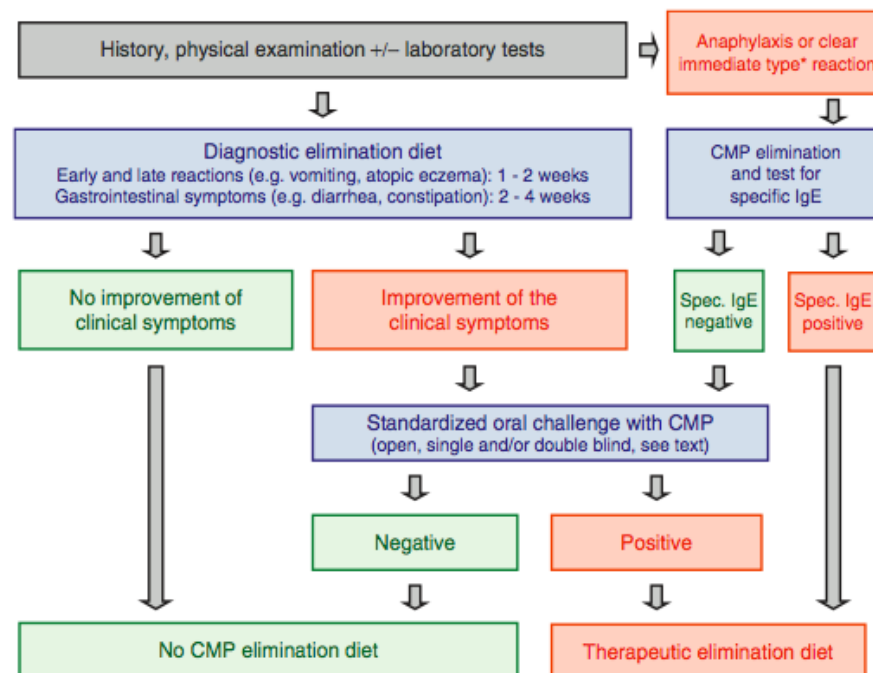 History, physical examination +/– laboratory tests
Anaphylaxis or clear
immediate type* reaction
Diagnostic elimination diet
Early and late reactions (e.g. vomiting, atopic eczema): 1 - 2 weeks
Gastrointestinal symptoms (e.g. diarrhea, constipation): 2 - 4 weeks
CMP elimination
and test for
specific IgE
No improvement of
clinical symptoms
Improvement of the
clinical symptoms
Spec. IgE
negative
Spec. IgE
positive
Standardized oral challenge with CMP
(open, single and/or double blind, see text)
Negative
Positive
No CMP elimination diet
Therapeutic elimination diet